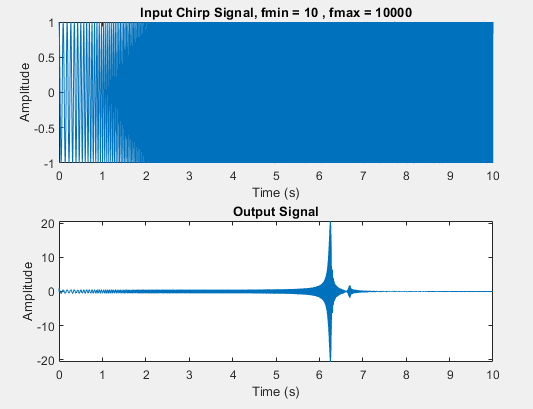 Input Chirp Signal, fmin = 10 , fmax = 10000
1
0.5
0
-0.5
-1
Amplitude
0 1 2 3 4 5 6 7 8 9 10
Time (s)
Output Signal
20
10
0
-10
-20
Amplitude
0 1 2 3 4 5 6 7 8 9 10
Time (s)